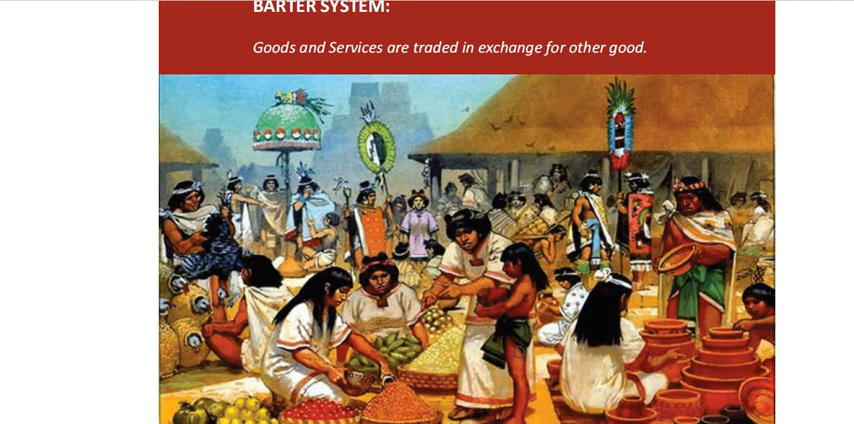 BARTER SYSTEM:
Goods and Services are traded in exchange for other good.